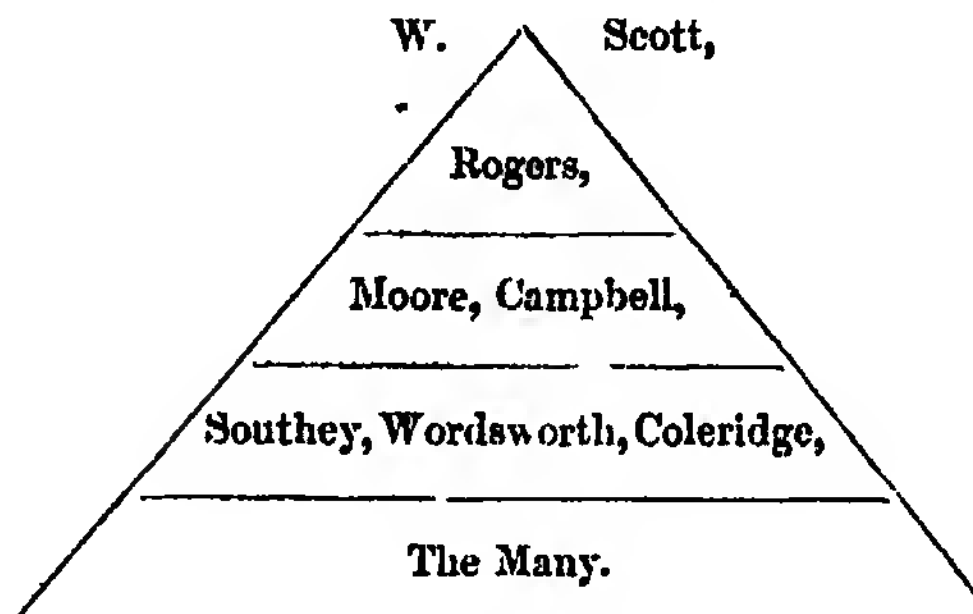 W. Scott,
Rogers,
Moore, Campbell,
Southey, Wordsworth, Coleridge,
The Many.